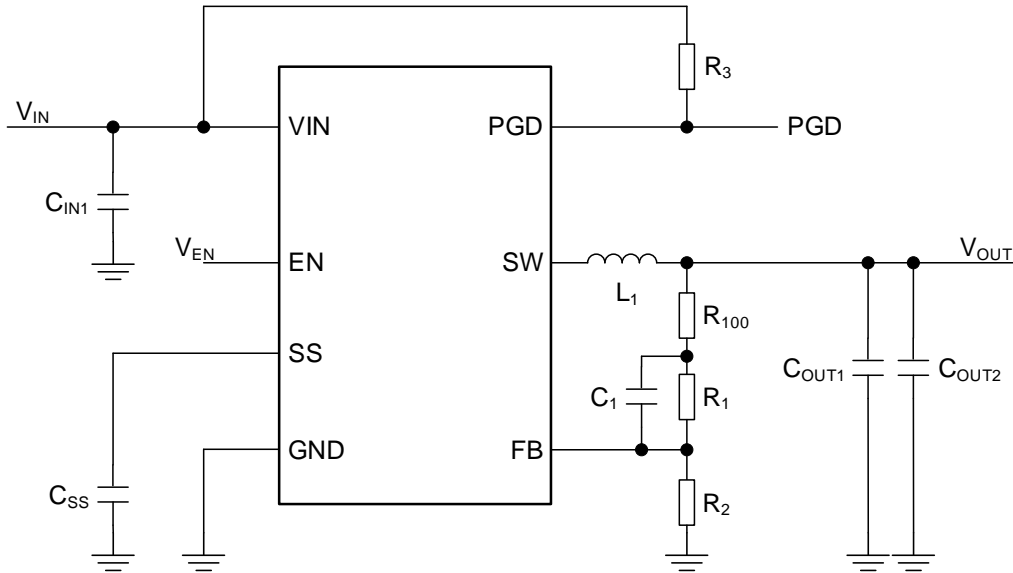 R3
VIN
VIN
PGD
PGD
CIN1
VEN
EN
SW
VOUT
L1
R100
SS
COUT1
COUT2
C1
R1
GND
FB
CSS
R2